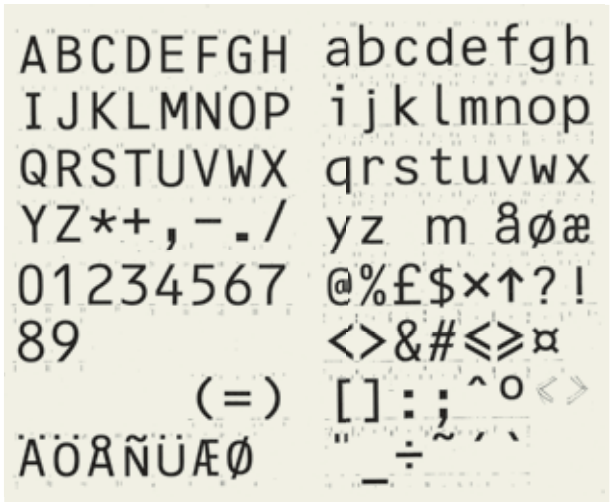 ABCDEFGH
IJKLMNOP
QRSTUVWX
YZ*+,-./
01234567
89
(=)
ÄÖÅÑÜÆØ
abcdefgh
ijklmnop
qrstuvwx
yz m åøæ
@%£$×↑?!
<>&#⩽⩾¤
[]:;^º<>
"_÷~´`